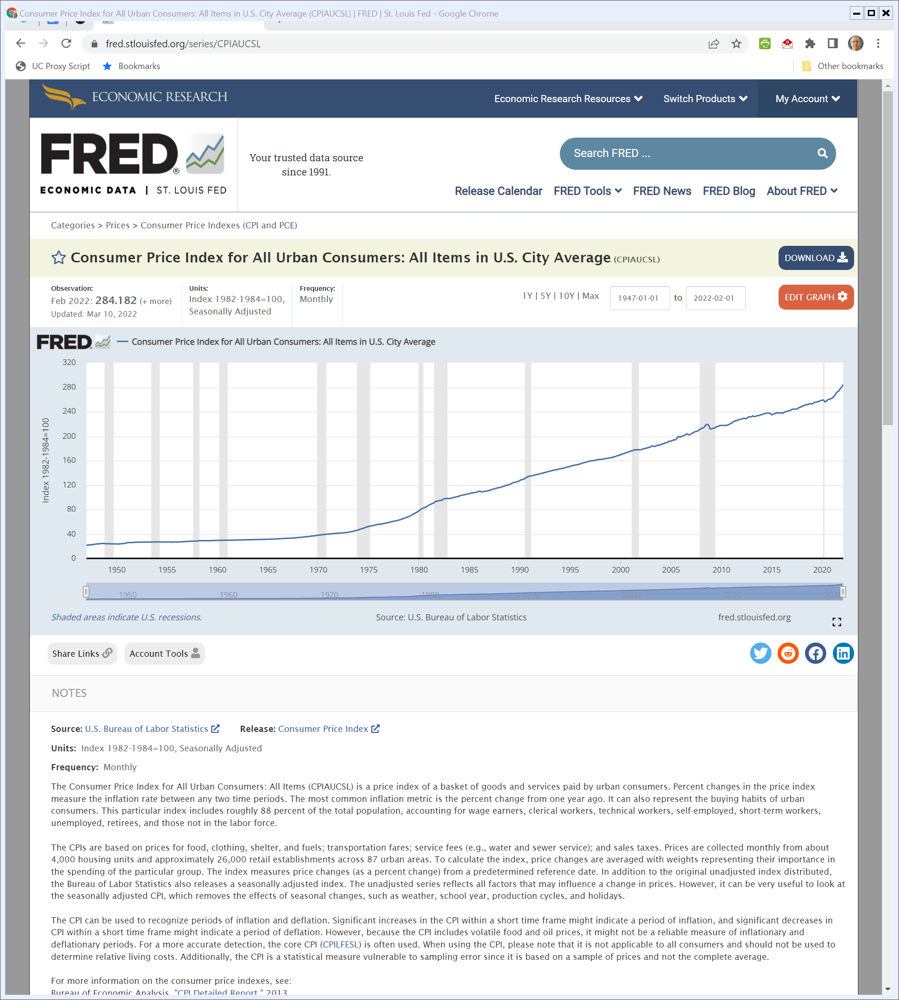 Consumer Price Index for All Urban Consumers: All Items in U.S. City Average (CPIAUCSL) | FRED | St. Louis Fed - Google Chrome
fred.stlouisfed.org/series/CPIAUCSL
UC Proxy Script Bookmarks Other bookmarks
ECONOMIC RESEARCH Economic Research Resources Switch Products My Account
FRED®
ECONOMIC DATA | ST. LOUIS FED
Your trusted data source
since 1991.
Search FRED ...
Release Calendar FRED Tools FRED News FRED Blog About FRED
Categories > Prices > Consumer Price Indexes (CPI and PCE)
Consumer Price Index for All Urban Consumers: All Items in U.S. City Average (CPIAUCSL) DOWNLOAD
Observation:
Feb 2022: 284.182 (+ more)
Updated: Mar 10, 2022
Units:
Index 1982-1984=100,
Seasonally Adjusted
Frequency:
Monthly
1Y | 5Y | 10Y | Max 1947-01-01 to 2022-02-01 EDIT GRAPH
FRED Consumer Price Index for All Urban Consumers: All Items in U.S. City Average
Index 1982-1984=100
320
280
240
200
160
120
80
40
0
1950 1955 1960 1965 1970 1975 1980 1985 1990 1995 2000 2005 2010 2015 2020
1950 1960 1970 1980 1990 2000 2010
Shaded areas indicate U.S. recessions. Source: U.S. Bureau of Labor Statistics fred.stlouisfed.org
Share Links Account Tools
NOTES
Source: U.S. Bureau of Labor Statistics Release: Consumer Price Index
Units: Index 1982-1984=100, Seasonally Adjusted
Frequency: Monthly
The Consumer Price Index for All Urban Consumers: All Items (CPIAUCSL) is a price index of a basket of goods and services paid by urban consumers. Percent changes in the price index
measure the inflation rate between any two time periods. The most common inflation metric is the percent change from one year ago. It can also represent the buying habits of urban
consumers. This particular index includes roughly 88 percent of the total population, accounting for wage earners, clerical workers, technical workers, self-employed, short-term workers,
unemployed, retirees, and those not in the labor force.
The CPIs are based on prices for food, clothing, shelter, and fuels; transportation fares; service fees (e.g., water and sewer service); and sales taxes. Prices are collected monthly from about
4,000 housing units and approximately 26,000 retail establishments across 87 urban areas. To calculate the index, price changes are averaged with weights representing their importance in
the spending of the particular group. The index measures price changes (as a percent change) from a predetermined reference date. In addition to the original unadjusted index distributed,
the Bureau of Labor Statistics also releases a seasonally adjusted index. The unadjusted series reflects all factors that may influence a change in prices. However, it can be very useful to look at
the seasonally adjusted CPI, which removes the effects of seasonal changes, such as weather, school year, production cycles, and holidays.
The CPI can be used to recognize periods of inflation and deflation. Significant increases in the CPI within a short time frame might indicate a period of inflation, and significant decreases in
CPI within a short time frame might indicate a period of deflation. However, because the CPI includes volatile food and oil prices, it might not be a reliable measure of inflationary and
deflationary periods. For a more accurate detection, the core CPI (CPILFESL) is often used. When using the CPI, please note that it is not applicable to all consumers and should not be used to
determine relative living costs. Additionally, the CPI is a statistical measure vulnerable to sampling error since it is based on a sample of prices and not the complete average.
For more information on the consumer price indexes, see:
Bureau of Economic Analysis. "CPI Detailed Report." 2013